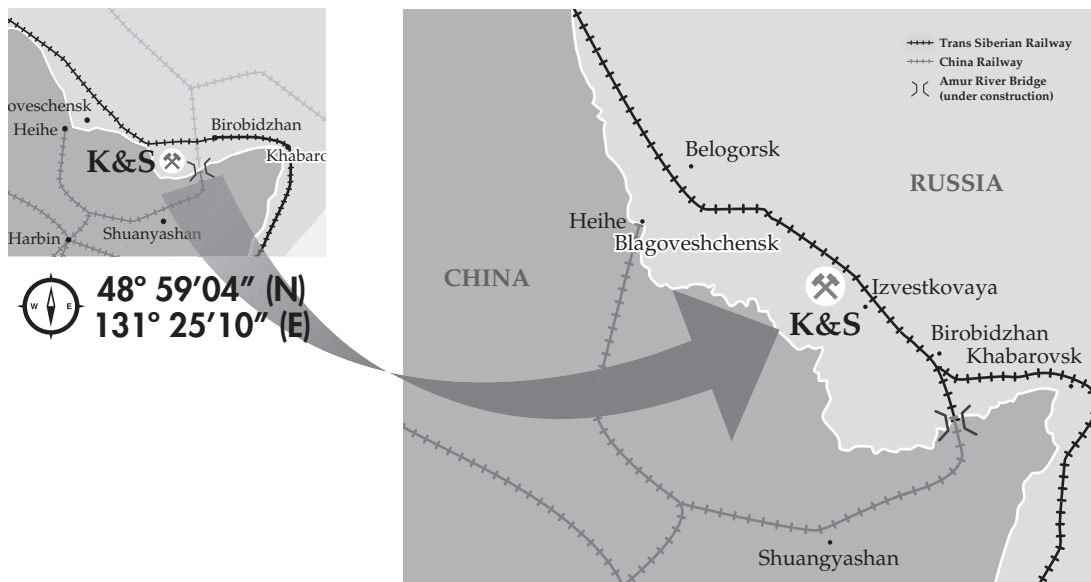 oveschensk
Heihe
Birobidzhan
K&S
Khabaro
Harbin
Shuanyashan
W E
48° 59’04” (N)
131° 25’10” (E)
Trans Siberian Railway
China Railway
Amur River Bridge
(under construction)
Belogorsk
RUSSIA
Heihe
Blagoveshchensk
CHINA
Izvestkovaya
K&S
Birobidzhan
Khabarovsk
Shuangyashan